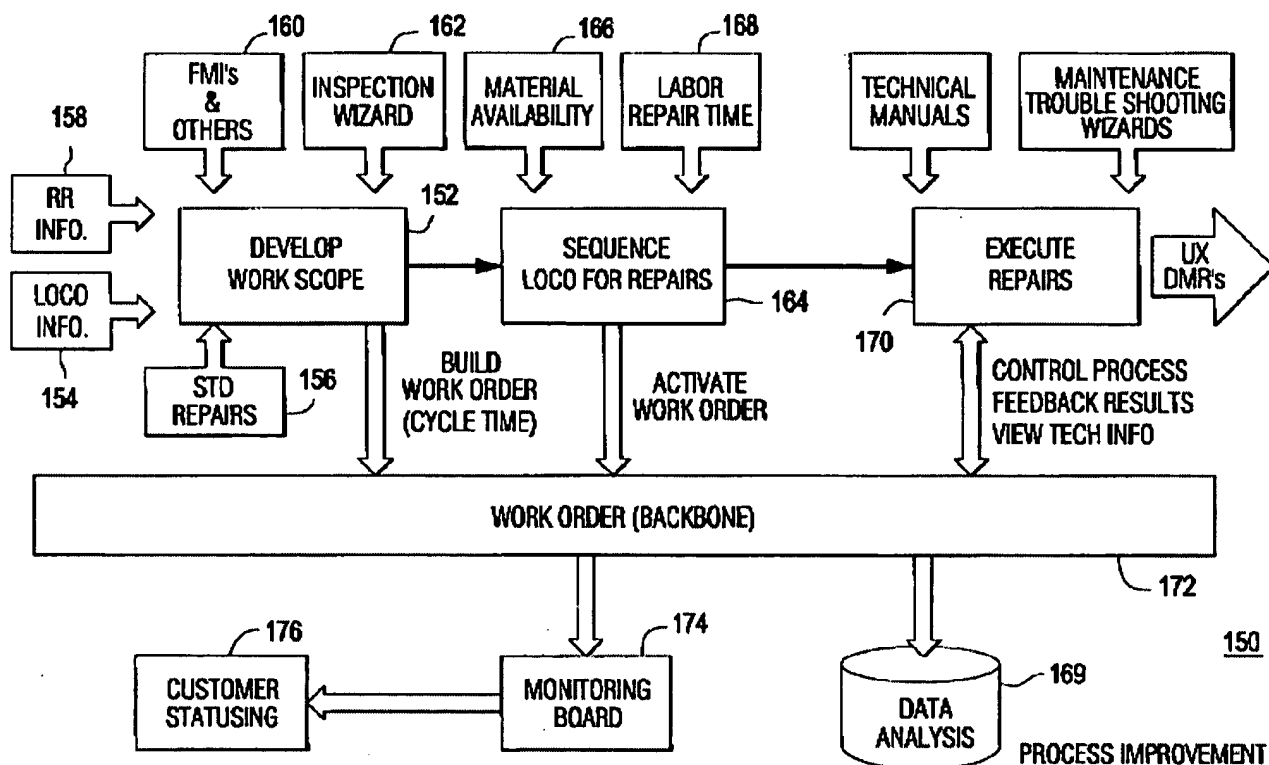 160
162
166
168
FMI's
&
OTHERS
INSPECTION
WIZARD
MATERIAL
AVAILABILITY
LABOR
REPAIR TIME
TECHNICAL
MANUALS
MAINTENANCE
TROUBLE SHOOTING
WIZARDS
158
RR
INFO.
152
DEVELOP
WORK SCOPE
SEQUENCE
LOCO FOR REPAIRS
164
EXECUTE
REPAIRS
170
UX
DMR's
LOCO
INFO.
154
STD
REPAIRS
156
BUILD
WORK ORDER
(CYCLE TIME)
ACTIVATE
WORK ORDER
CONTROL PROCESS
FEEDBACK RESULTS
VIEW TECH INFO
WORK ORDER (BACKBONE)
172
176
174
150
CUSTOMER
STATUSING
MONITORING
BOARD
169
DATA
ANALYSIS
PROCESS IMPROVEMENT